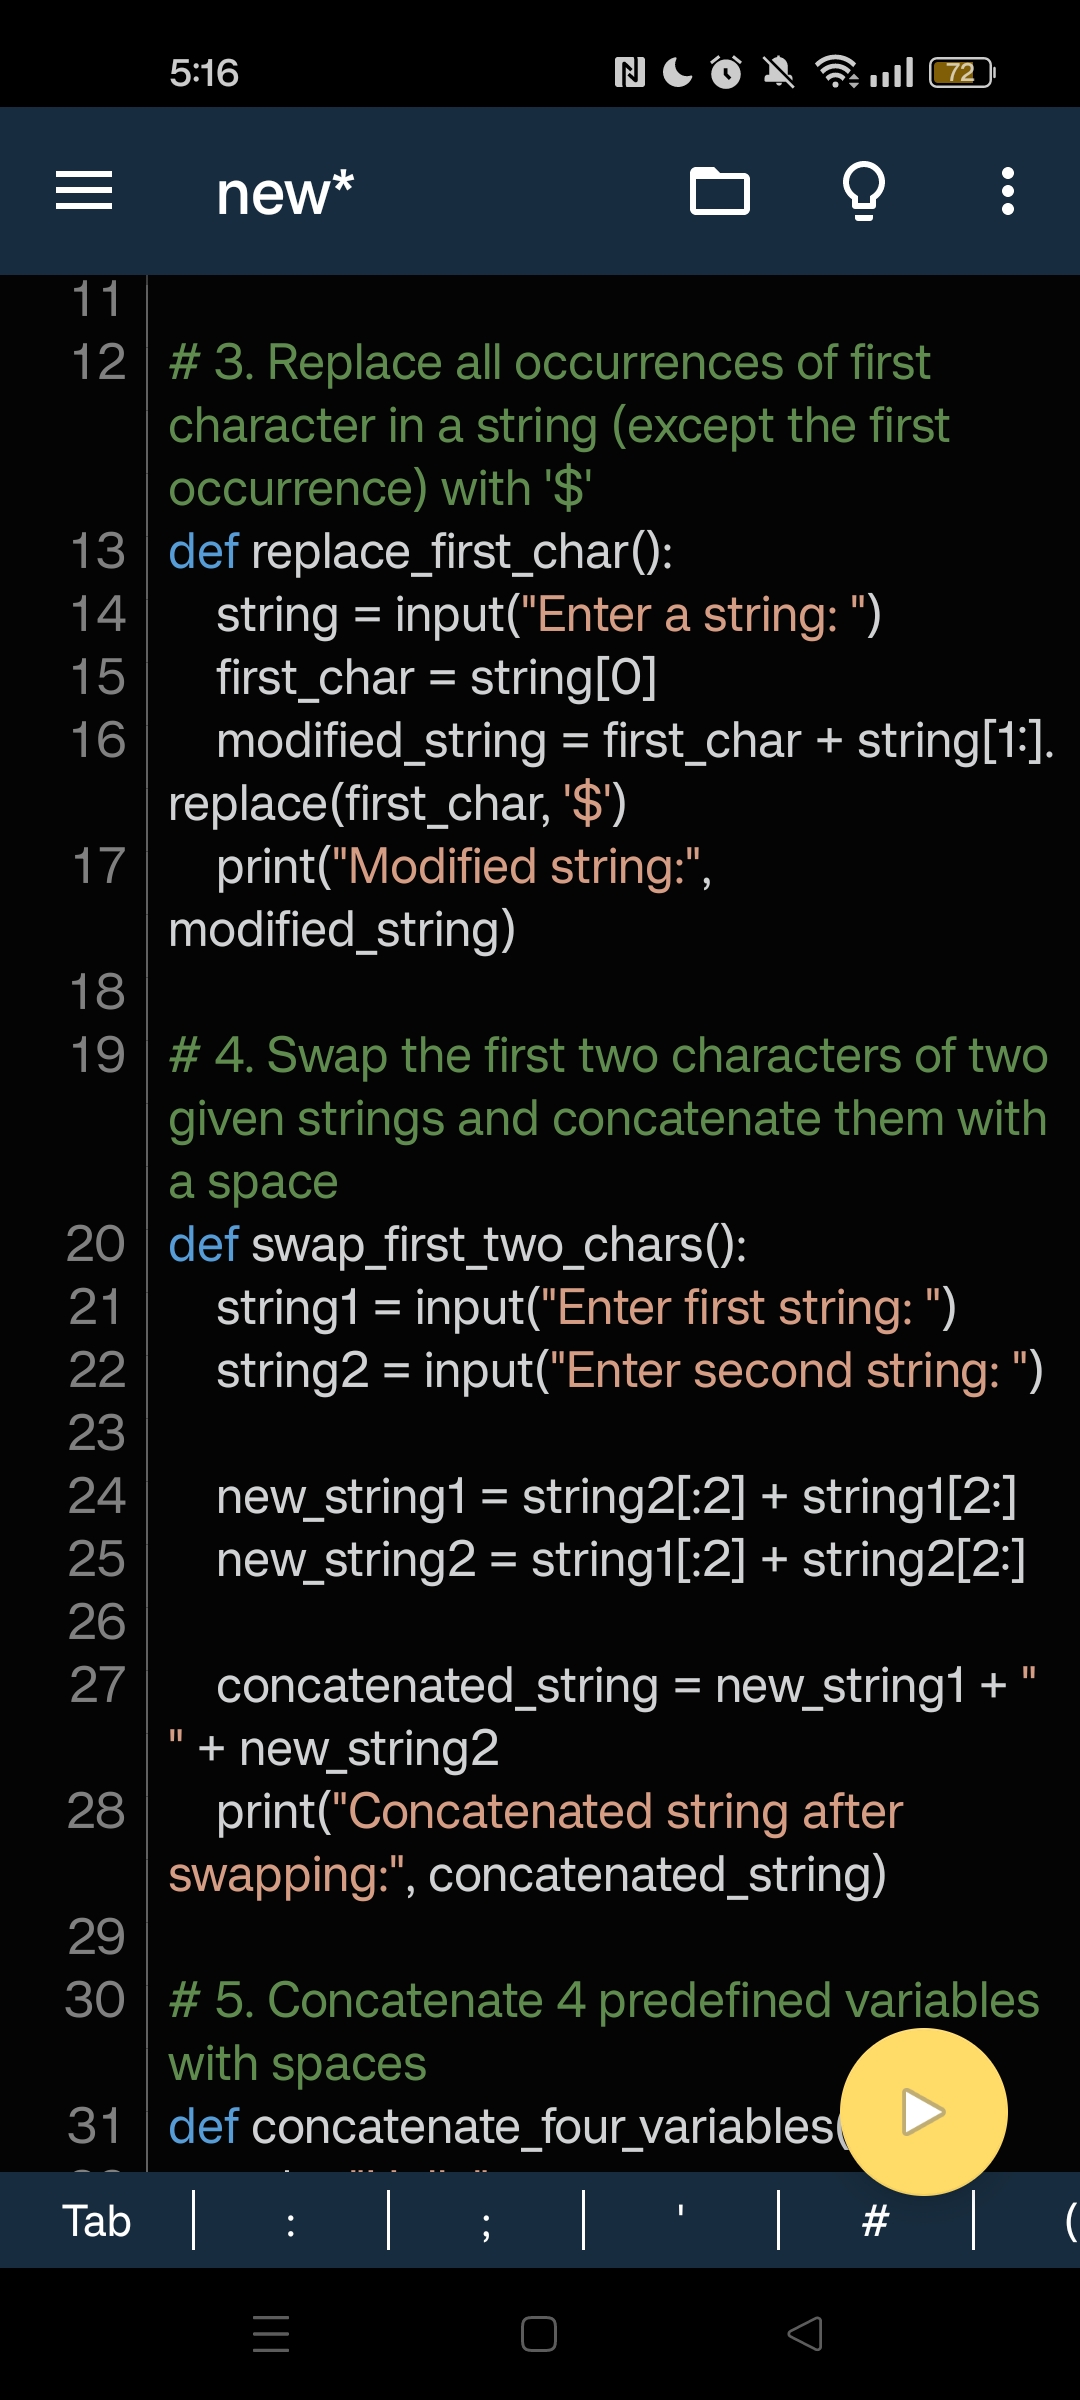 5:16
72
new*
11
12 # 3. Replace all occurrences of first
character in a string (except the first
occurrence) with '$'
13 def replace_first_char():
14 string = input("Enter a string: ")
15 first_char = string[0]
16 modified_string = first_char + string[1:].
replace(first_char, '$')
17 print("Modified string:",
modified_string)
18
19 # 4. Swap the first two characters of two
given strings and concatenate them with
a space
20 def swap_first_two_chars():
21 string1 = input("Enter first string: ")
22 string2 = input("Enter second string: ")
23
24 new_string1 = string2[:2] + string1[2:]
25 new_string2 = string1[:2] + string2[2:]
26
27 concatenated_string = new_string1 + "
" + new_string2
28 print("Concatenated string after
swapping:", concatenated_string)
29
30 # 5. Concatenate 4 predefined variables
with spaces
31 def concatenate_four_variables(
Tab : ; ' # (